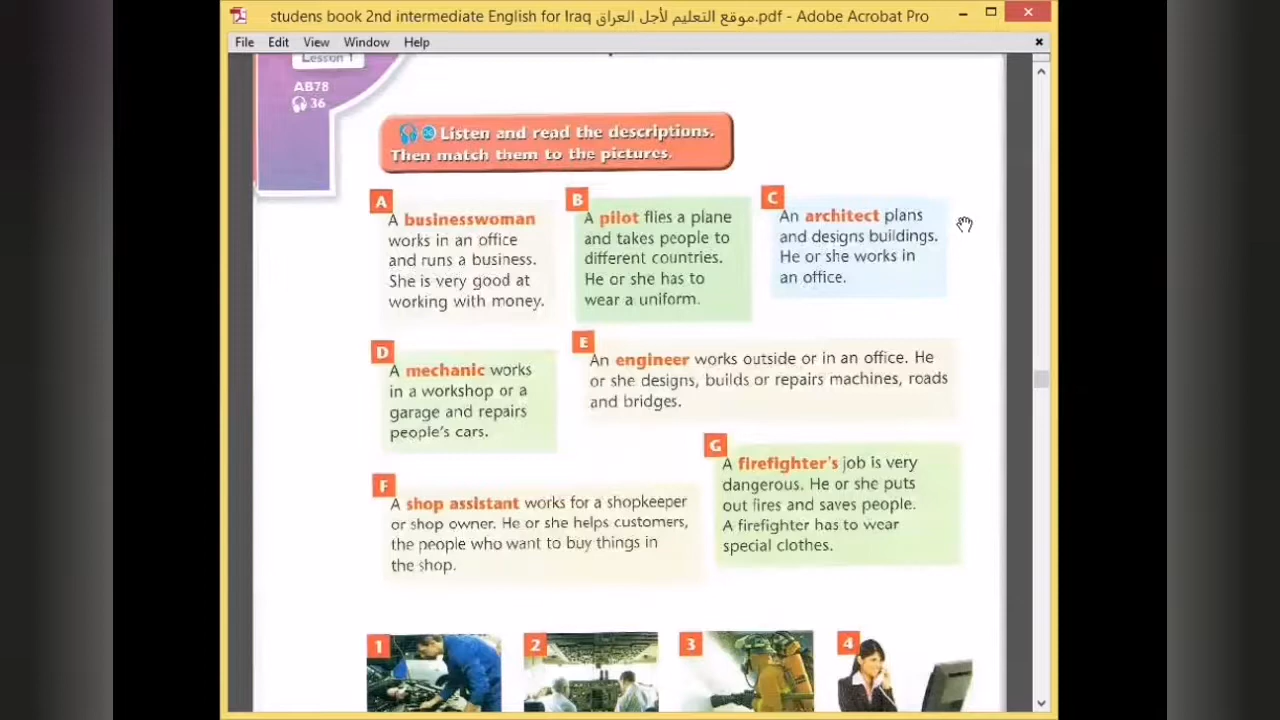 studens book 2nd intermediate English for Iraq موقع التعليم لأجل العراق.pdf - Adobe Acrobat Pro
File Edit View Window Help
Lesson 1
AB78
36
Listen and read the descriptions.
Then match them to the pictures.
A
A businesswoman
works in an office
and runs a business.
She is very good at
working with money.
B
A pilot flies a plane
and takes people to
different countries.
He or she has to
wear a uniform.
C
An architect plans
and designs buildings.
He or she works in
an office.
D
A mechanic works
in a workshop or a
garage and repairs
people's cars.
E
An engineer works outside or in an office. He
or she designs, builds or repairs machines, roads
and bridges.
F
A shop assistant works for a shopkeeper
or shop owner. He or she helps customers,
the people who want to buy things in
the shop.
G
A firefighter's job is very
dangerous. He or she puts
out fires and saves people.
A firefighter has to wear
special clothes.
1
2
3
4